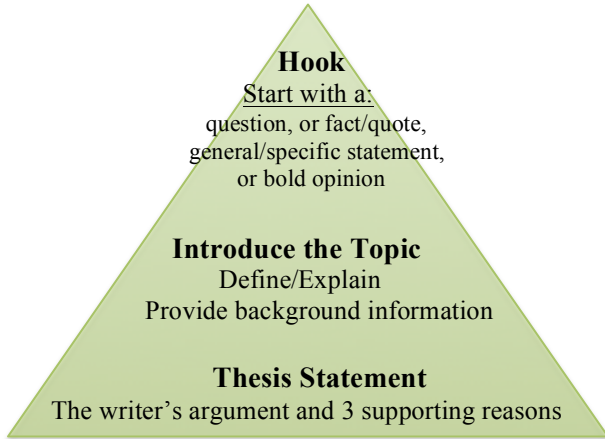 Hook
Start with a:
question, or fact/quote,
general/specific statement,
or bold opinion
Introduce the Topic
Define/Explain
Provide background information
Thesis Statement
The writer’s argument and 3 supporting reasons